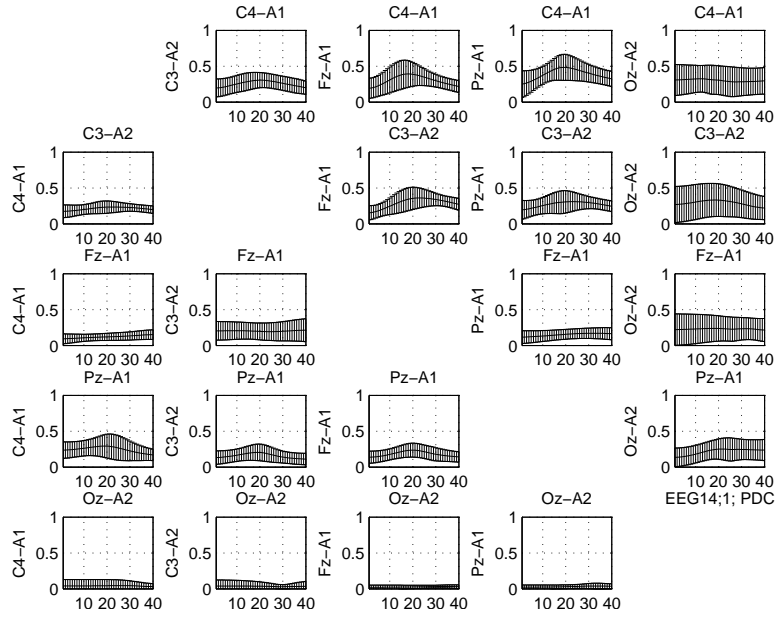 C4−A1 C4−A1 C4−A1 C4−A1
C3−A2 1 0.5 0 10 20 30 40
Fz−A1 1 0.5 0 10 20 30 40
Pz−A1 1 0.5 0 10 20 30 40
Oz−A2 1 0.5 0 10 20 30 40
C3−A2 C3−A2 C3−A2 C3−A2
C4−A1 1 0.5 0 10 20 30 40
Fz−A1 1 0.5 0 10 20 30 40
Pz−A1 1 0.5 0 10 20 30 40
Oz−A2 1 0.5 0 10 20 30 40
Fz−A1 Fz−A1 Fz−A1 Fz−A1
C4−A1 1 0.5 0 10 20 30 40
C3−A2 1 0.5 0 10 20 30 40
Pz−A1 1 0.5 0 10 20 30 40
Oz−A2 1 0.5 0 10 20 30 40
Pz−A1 Pz−A1 Pz−A1 Pz−A1
C4−A1 1 0.5 0 10 20 30 40
C3−A2 1 0.5 0 10 20 30 40
Fz−A1 1 0.5 0 10 20 30 40
Oz−A2 1 0.5 0 10 20 30 40
EEG14;1; PDC
Oz−A2 Oz−A2 Oz−A2 Oz−A2
C4−A1 1 0.5 0 10 20 30 40
C3−A2 1 0.5 0 10 20 30 40
Fz−A1 1 0.5 0 10 20 30 40
Pz−A1 1 0.5 0 10 20 30 40